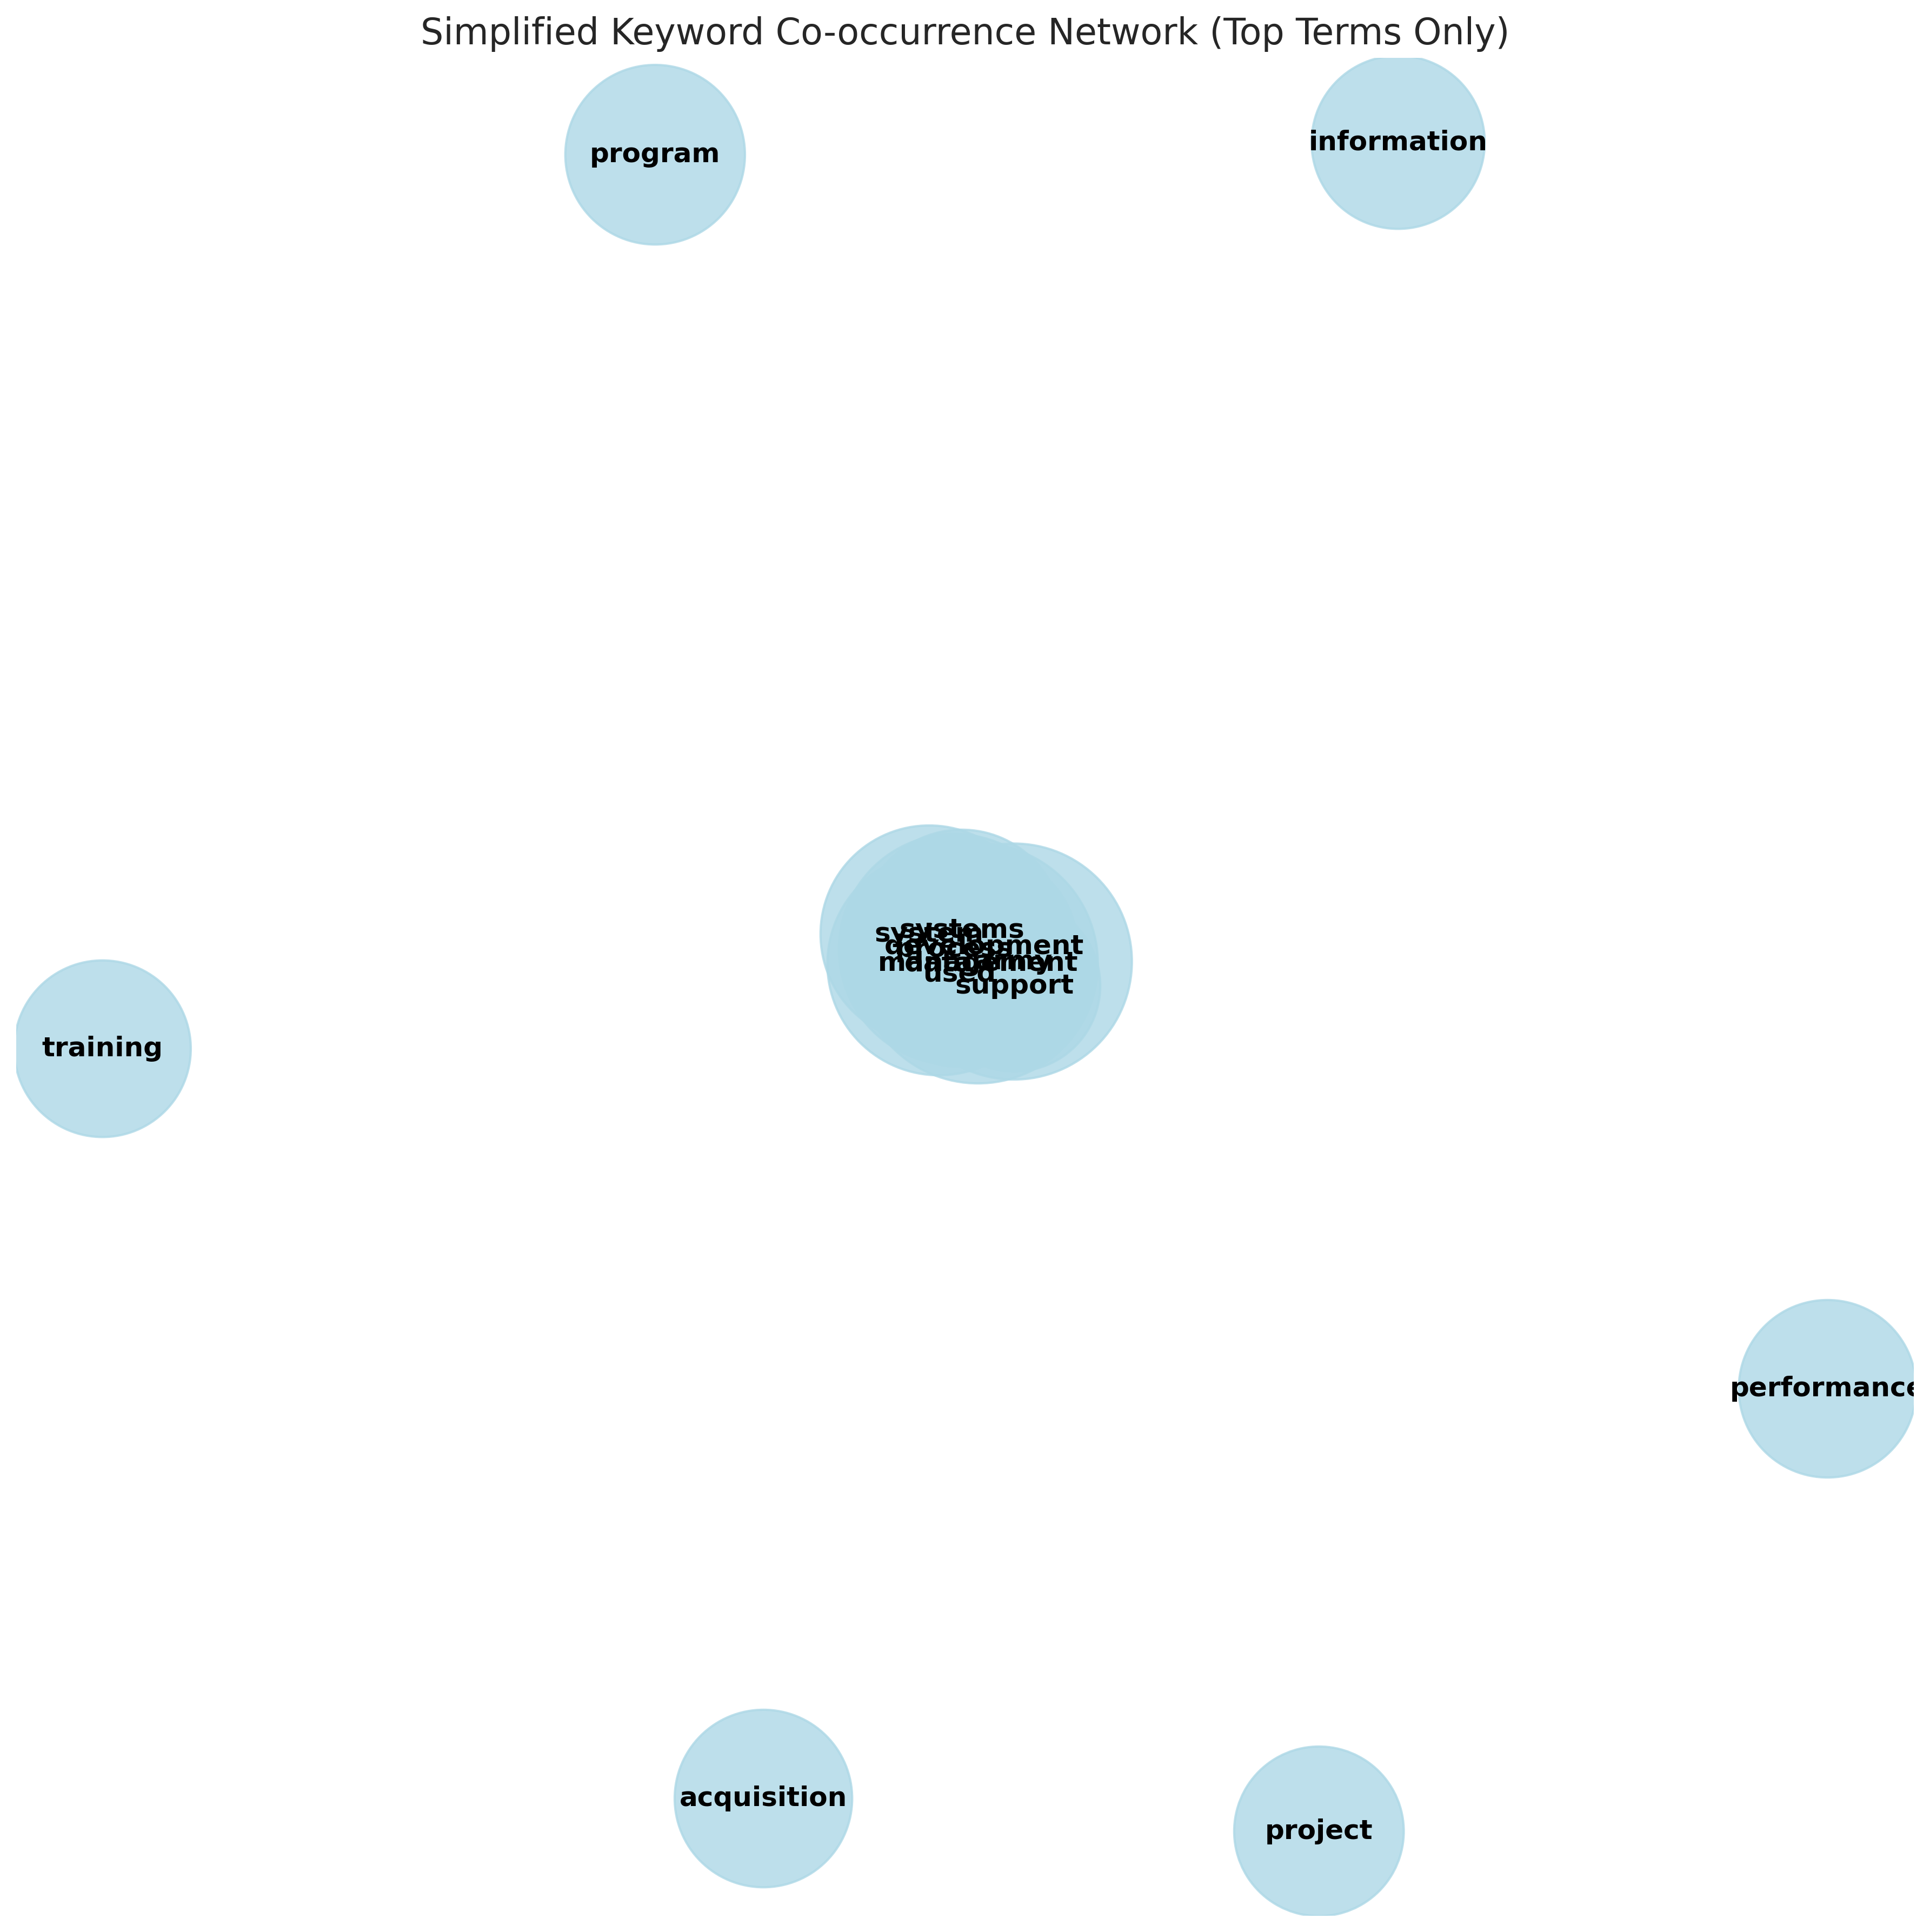 Simplified Keyword Co-occurrence Network (Top Terms Only)
program
information
systems
system
development
process
management
used
support
training
performance
acquisition
project